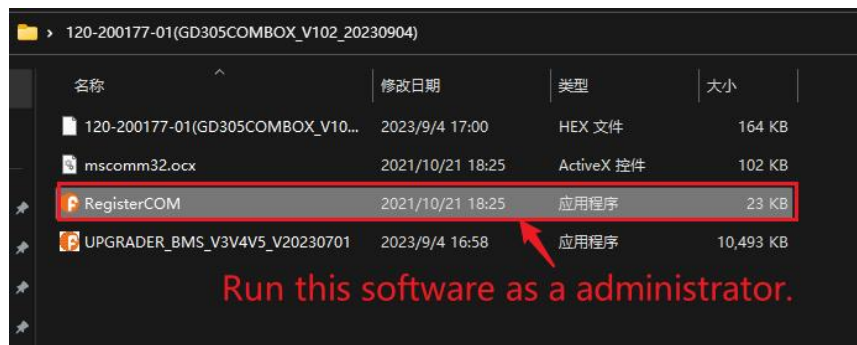 120-200177-01(GD305COMBOX_V102_20230904)
名称 修改日期 类型 大小
120-200177-01(GD305COMBOX_V10... 2023/9/4 17:00 HEX 文件 164 KB
mscomm32.ocx 2021/10/21 18:25 ActiveX 控件 102 KB
RegisterCOM 2021/10/21 18:25 应用程序 23 KB
UPGRADER_BMS_V3V4V5_V20230701 2023/9/4 16:58 应用程序 10,493 KB
Run this software as a administrator.